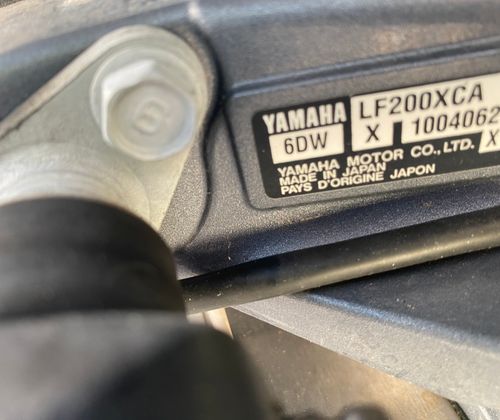 YAMAHA LF200XCA
6DW X 1004062
X
YAMAHA MOTOR CO., LTD.
MADE IN JAPAN
PAYS D'ORIGINE JAPON